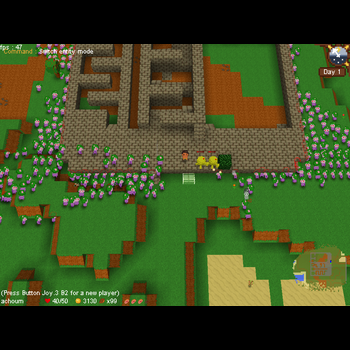 fps : 47
Command : Switch entity mode
Day 1
(Press Button Joy 3 B2 for a new player)
achoum 40/50 3130 x99